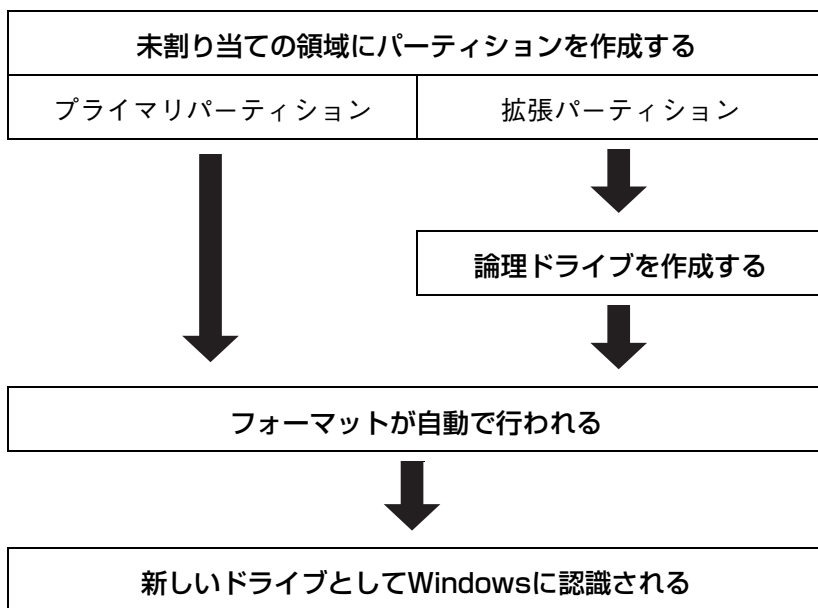 未割り当ての領域にパーティションを作成する
プライマリパーティション
拡張パーティション
論理ドライブを作成する
フォーマットが自動で行われる
新しいドライブとしてWindowsに認識される